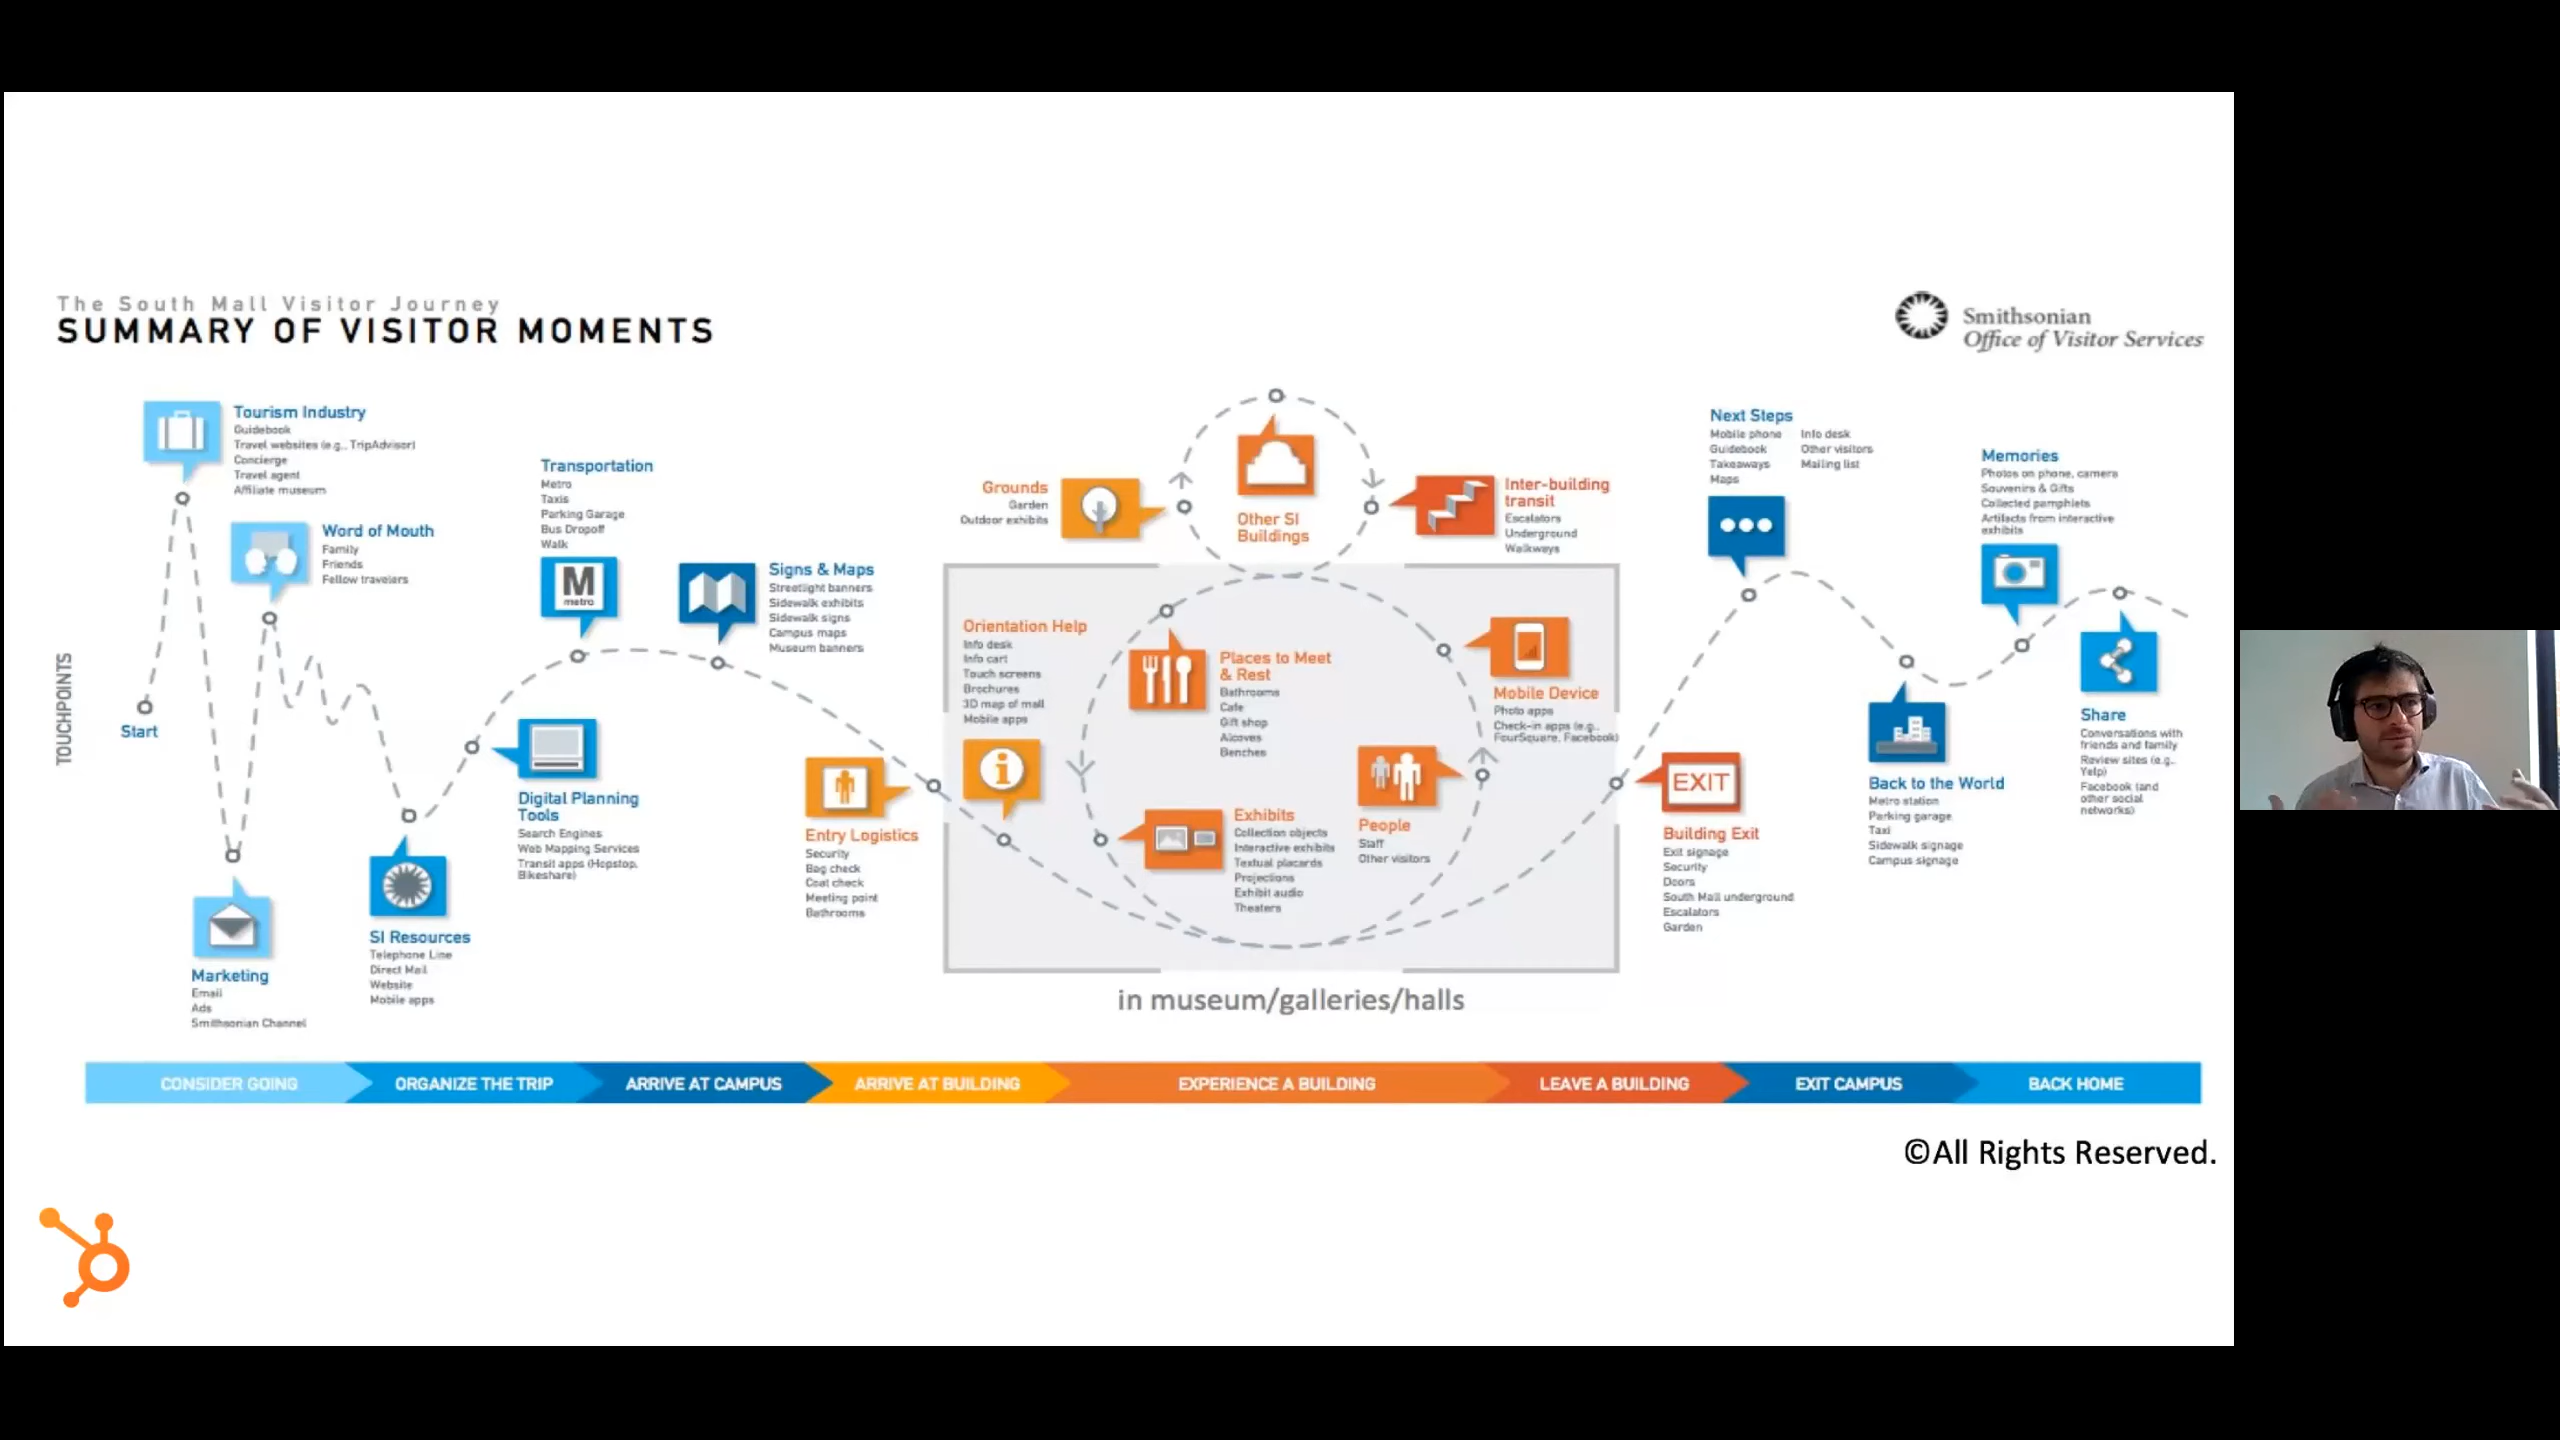 The South Mall Visitor Journey
SUMMARY OF VISITOR MOMENTS
Smithsonian
Office of Visitor Services
TOUCHPOINTS
Start
Tourism Industry
Guidebook
Travel websites (e.g., TripAdvisor)
Concierge
Travel agent
Affiliate museum
Word of Mouth
Family
Friends
Fellow travelers
Marketing
Email
Ads
Smithsonian Channel
SI Resources
Telephone Line
Direct Mail
Website
Mobile apps
Digital Planning
Tools
Search Engines
Web Mapping Services
Transit apps (Hopstop,
Bikeshare)
Transportation
Metro
Taxis
Parking Garage
Bus Dropoff
Walk
M
metro
Signs & Maps
Streetlight banners
Sidewalk exhibits
Sidewalk signs
Campus maps
Museum banners
Entry Logistics
Security
Bag check
Coat check
Meeting point
Bathrooms
Grounds
Garden
Outdoor exhibits
Other SI
Buildings
Inter-building
transit
Escalators
Underground
Walkways
Orientation Help
Info desk
Info cart
Touch screens
Brochures
3D map of mall
Mobile apps
i
Places to Meet
& Rest
Bathrooms
Cafe
Gift shop
Alcoves
Benches
Mobile Device
Photo apps
Check-in apps (e.g.,
FourSquare, Facebook)
Exhibits
Collection objects
Interactive exhibits
Textual placards
Projections
Exhibit audio
Theaters
People
Staff
Other visitors
in museum/galleries/halls
EXIT
Building Exit
Exit signage
Security
Doors
South Mall underground
Escalators
Garden
Next Steps
Mobile phone Info desk
Guidebook Other visitors
Takeaways Mailing list
Maps
Back to the World
Metro station
Parking garage
Taxi
Sidewalk signage
Campus signage
Memories
Photos on phone, camera
Souvenirs & Gifts
Collected pamphlets
Artifacts from interactive
exhibits
Share
Conversations with
friends and family
Review sites (e.g.,
Yelp)
Facebook (and
other social
networks)
CONSIDER GOING
ORGANIZE THE TRIP
ARRIVE AT CAMPUS
ARRIVE AT BUILDING
EXPERIENCE A BUILDING
LEAVE A BUILDING
EXIT CAMPUS
BACK HOME
©All Rights Reserved.